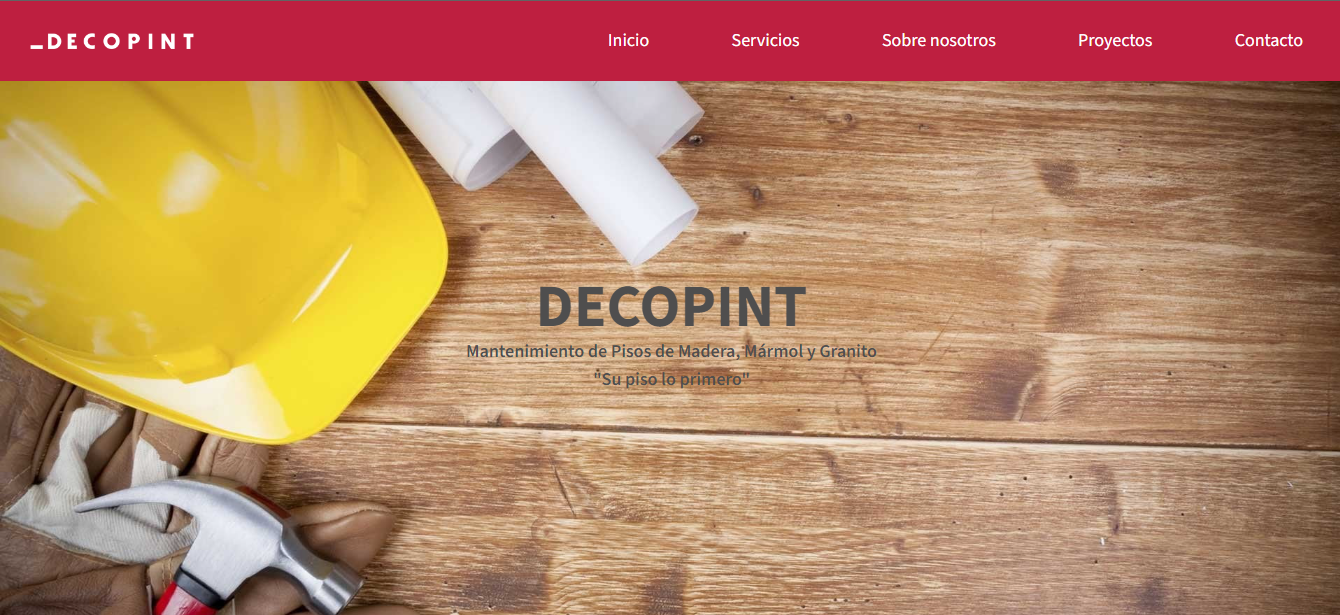 _DECOPINT
Inicio
Servicios
Sobre nosotros
Proyectos
Contacto
DECOPINT
Mantenimiento de Pisos de Madera, Mármol y Granito
"Su piso lo primero"